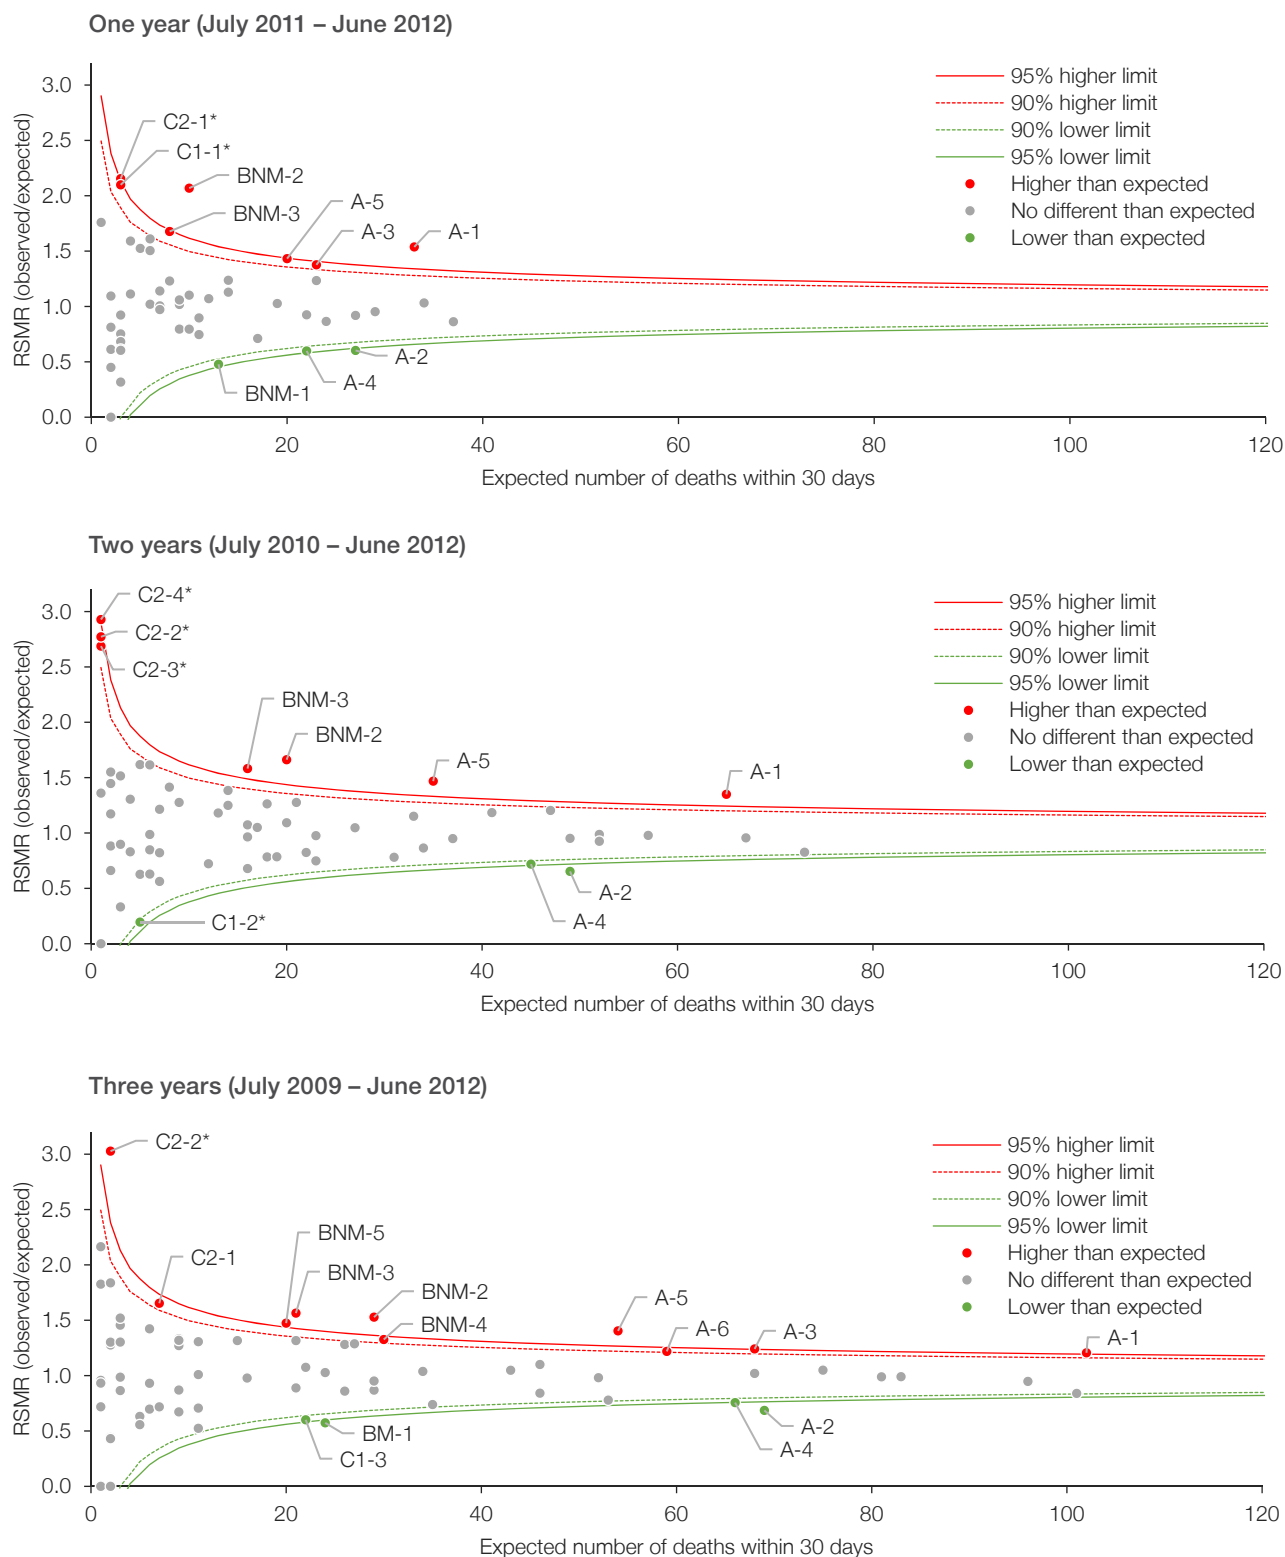 One year (July 2011 – June 2012)
RSMR (observed/expected)
3.0
2.5
2.0
1.5
1.0
0.5
0.0
C2-1*
C1-1*
BNM-2
BNM-3
A-5
A-3
A-1
BNM-1
A-4
A-2
95% higher limit
90% higher limit
90% lower limit
95% lower limit
Higher than expected
No different than expected
Lower than expected
0 20 40 60 80 100 120
Expected number of deaths within 30 days
Two years (July 2010 – June 2012)
RSMR (observed/expected)
3.0
2.5
2.0
1.5
1.0
0.5
0.0
C2-4*
C2-2*
C2-3*
BNM-3
BNM-2
A-5
A-1
C1-2*
A-4
A-2
95% higher limit
90% higher limit
90% lower limit
95% lower limit
Higher than expected
No different than expected
Lower than expected
0 20 40 60 80 100 120
Expected number of deaths within 30 days
Three years (July 2009 – June 2012)
RSMR (observed/expected)
3.0
2.5
2.0
1.5
1.0
0.5
0.0
C2-2*
C2-1
BNM-5
BNM-3
BNM-2
BNM-4
A-5
A-6
A-3
A-1
BM-1
C1-3
A-2
A-4
95% higher limit
90% higher limit
90% lower limit
95% lower limit
Higher than expected
No different than expected
Lower than expected
0 20 40 60 80 100 120
Expected number of deaths within 30 days